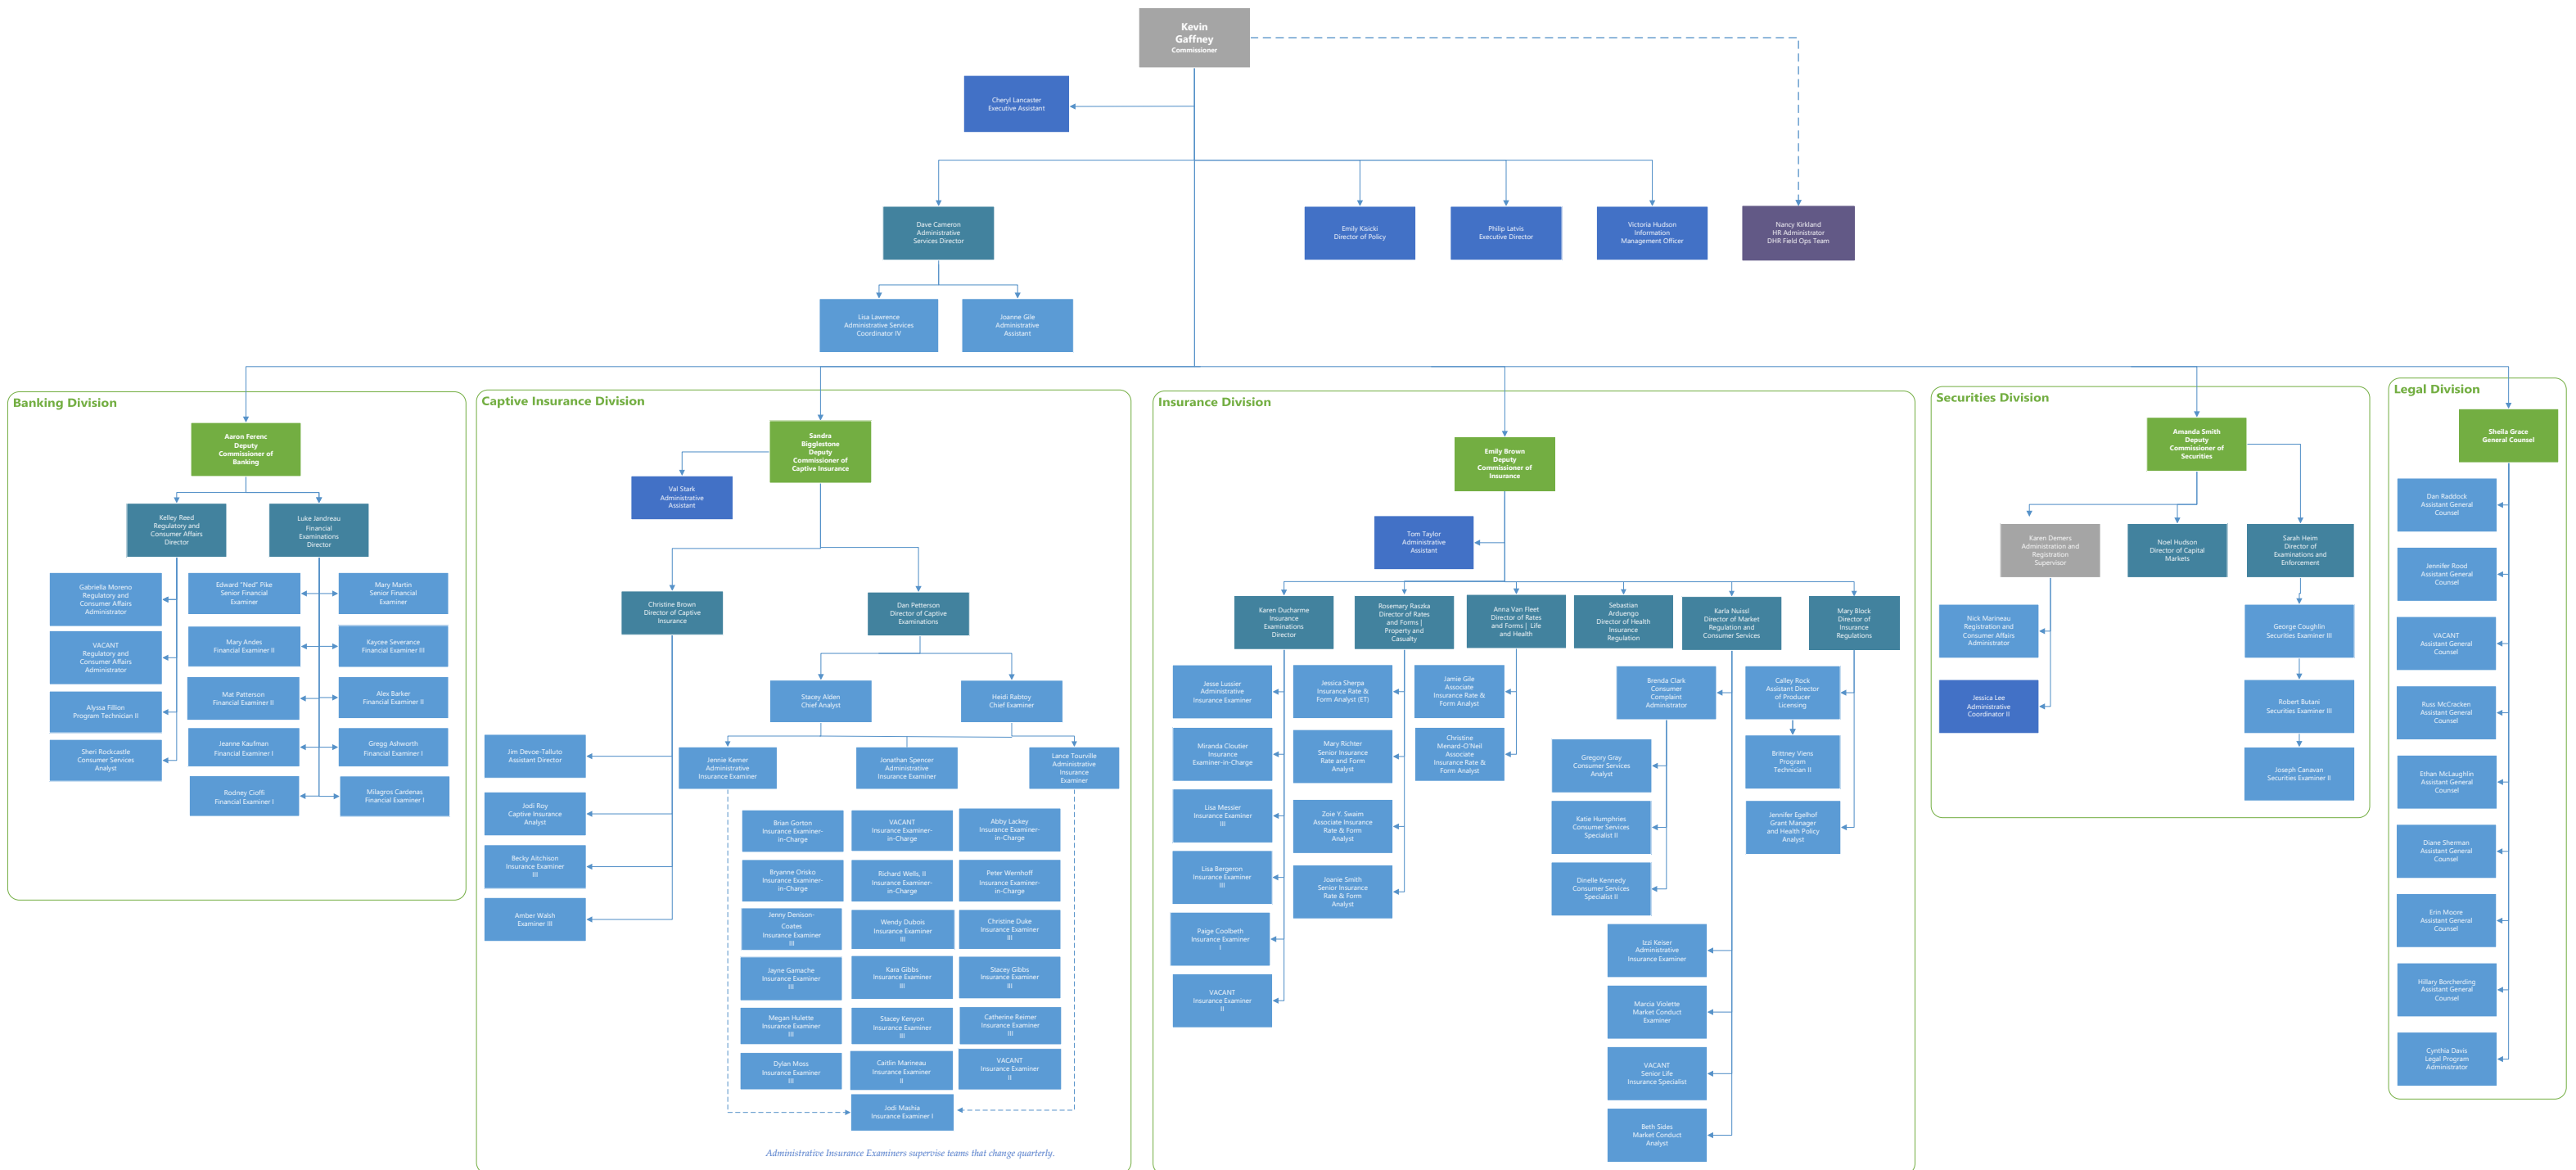 Kevin
Gaffney
Commissioner
Cheryl Lancaster
Executive Assistant
Dave Cameron
Administrative
Services Director
Emily Kisicki
Director of Policy
Philip Latvis
Executive Director
Victoria Hudson
Information
Management Officer
Nancy Kirkland
HR Administrator
DHR Field Ops Team
Lisa Lawrence
Administrative Services
Coordinator IV
Joanne Gile
Administrative
Assistant
Banking Division
Aaron Ferenc
Deputy
Commissioner of
Banking
Kelley Reed
Regulatory and
Consumer Affairs
Director
Luke Jandreau
Financial
Examinations
Director
Gabriella Moreno
Regulatory and
Consumer Affairs
Administrator
VACANT
Regulatory and
Consumer Affairs
Administrator
Alyssa Fillion
Program Technician II
Sheri Rockcastle
Consumer Services
Analyst
Edward "Ned" Pike
Senior Financial
Examiner
Mary Andes
Financial Examiner II
Mat Patterson
Financial Examiner II
Jeanne Kaufman
Financial Examiner I
Rodney Cioffi
Financial Examiner I
Mary Martin
Senior Financial
Examiner
Kaycee Severance
Financial Examiner III
Alex Barker
Financial Examiner II
Gregg Ashworth
Financial Examiner I
Milagros Cardenas
Financial Examiner I
Captive Insurance Division
Sandra
Bigglestone
Deputy
Commissioner of
Captive Insurance
Val Stark
Administrative
Assistant
Christine Brown
Director of Captive
Insurance
Dan Petterson
Director of Captive
Examinations
Stacey Alden
Chief Analyst
Heidi Rabtoy
Chief Examiner
Jim Devoe-Talluto
Assistant Director
Jodi Roy
Captive Insurance
Analyst
Becky Aitchison
Insurance Examiner
III
Amber Walsh
Examiner III
Jennie Kerner
Administrative
Insurance Examiner
Jonathan Spencer
Administrative
Insurance Examiner
Lance Tourville
Administrative
Insurance
Examiner
Brian Gorton
Insurance Examiner-
in-Charge
VACANT
Insurance Examiner-
in-Charge
Abby Lackey
Insurance Examiner-
in-Charge
Bryanne Orisko
Insurance Examiner-
in-Charge
Richard Wells, II
Insurance Examiner-
in-Charge
Peter Wernhoff
Insurance Examiner-
in-Charge
Jenny Denison-
Coates
Insurance Examiner
III
Wendy Dubois
Insurance Examiner
III
Christine Duke
Insurance Examiner
III
Jayne Gamache
Insurance Examiner
III
Kara Gibbs
Insurance Examiner
III
Stacey Gibbs
Insurance Examiner
III
Megan Hulette
Insurance Examiner
III
Stacey Kenyon
Insurance Examiner
III
Catherine Reimer
Insurance Examiner
III
Dylan Moss
Insurance Examiner
III
Caitlin Marineau
Insurance Examiner
II
VACANT
Insurance Examiner
II
Jodi Mashia
Insurance Examiner I
Administrative Insurance Examiners supervise teams that change quarterly.
Insurance Division
Emily Brown
Deputy
Commissioner of
Insurance
Tom Taylor
Administrative
Assistant
Karen Ducharme
Insurance
Examinations
Director
Rosemary Raszka
Director of Rates
and Forms |
Property and
Casualty
Anna Van Fleet
Director of Rates
and Forms | Life
and Health
Sebastian
Arduengo
Director of Health
Insurance
Regulation
Karla Nuissl
Director of Market
Regulation and
Consumer Services
Mary Block
Director of
Insurance
Regulations
Jesse Lussier
Administrative
Insurance Examiner
Miranda Cloutier
Insurance
Examiner-in-Charge
Lisa Messier
Insurance Examiner
III
Lisa Bergeron
Insurance Examiner
III
Paige Coolbeth
Insurance Examiner
I
VACANT
Insurance Examiner
II
Jessica Sherpa
Insurance Rate &
Form Analyst (ET)
Mary Richter
Senior Insurance
Rate and Form
Analyst
Zoie Y. Swaim
Associate Insurance
Rate & Form
Analyst
Joanie Smith
Senior Insurance
Rate & Form
Analyst
Jamie Gile
Associate
Insurance Rate &
Form Analyst
Christine
Menard-O'Neil
Associate
Insurance Rate &
Form Analyst
Brenda Clark
Consumer
Complaint
Administrator
Gregory Gray
Consumer Services
Analyst
Katie Humphries
Consumer Services
Specialist II
Dinelle Kennedy
Consumer Services
Specialist II
Izzi Keiser
Administrative
Insurance Examiner
Marcia Violette
Market Conduct
Examiner
VACANT
Senior Life
Insurance Specialist
Beth Sides
Market Conduct
Analyst
Calley Rock
Assistant Director
of Producer
Licensing
Brittney Viens
Program
Technician II
Jennifer Egelhof
Grant Manager
and Health Policy
Analyst
Securities Division
Amanda Smith
Deputy
Commissioner of
Securities
Karen Demers
Administration and
Registration
Supervisor
Noel Hudson
Director of Capital
Markets
Sarah Heim
Director of
Examinations and
Enforcement
Nick Marineau
Registration and
Consumer Affairs
Administrator
Jessica Lee
Administrative
Coordinator II
George Coughlin
Securities Examiner III
Robert Butani
Securities Examiner III
Joseph Canavan
Securities Examiner II
Legal Division
Sheila Grace
General Counsel
Dan Raddock
Assistant General
Counsel
Jennifer Rood
Assistant General
Counsel
VACANT
Assistant General
Counsel
Russ McCracken
Assistant General
Counsel
Ethan McLaughlin
Assistant General
Counsel
Diane Sherman
Assistant General
Counsel
Erin Moore
Assistant General
Counsel
Hillary Borcherding
Assistant General
Counsel
Cynthia Davis
Legal Program
Administrator